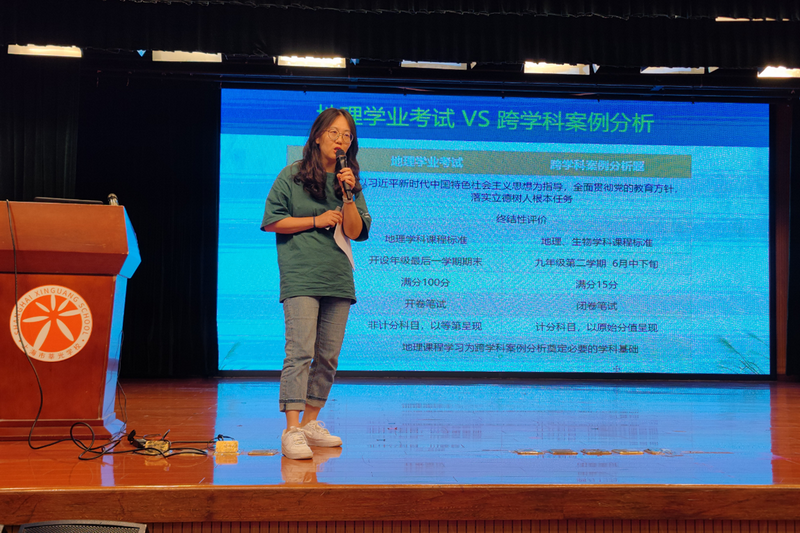 地理学业考试 VS 跨学科案例分析
地理学业考试 跨学科案例分析题
以习近平新时代中国特色社会主义思想为指导，全面贯彻党的教育方针，
落实立德树人根本任务
终结性评价
地理学科课程标准 地理、生物学科课程标准
开设年级最后一学期期末 九年级第二学期 6月中下旬
满分100分 满分15分
开卷笔试 闭卷笔试
非计分科目，以等第呈现 计分科目，以原始分值呈现
地理课程学习为跨学科案例分析奠定必要的学科基础
SHANGHAI XINGUANG SCHOOL